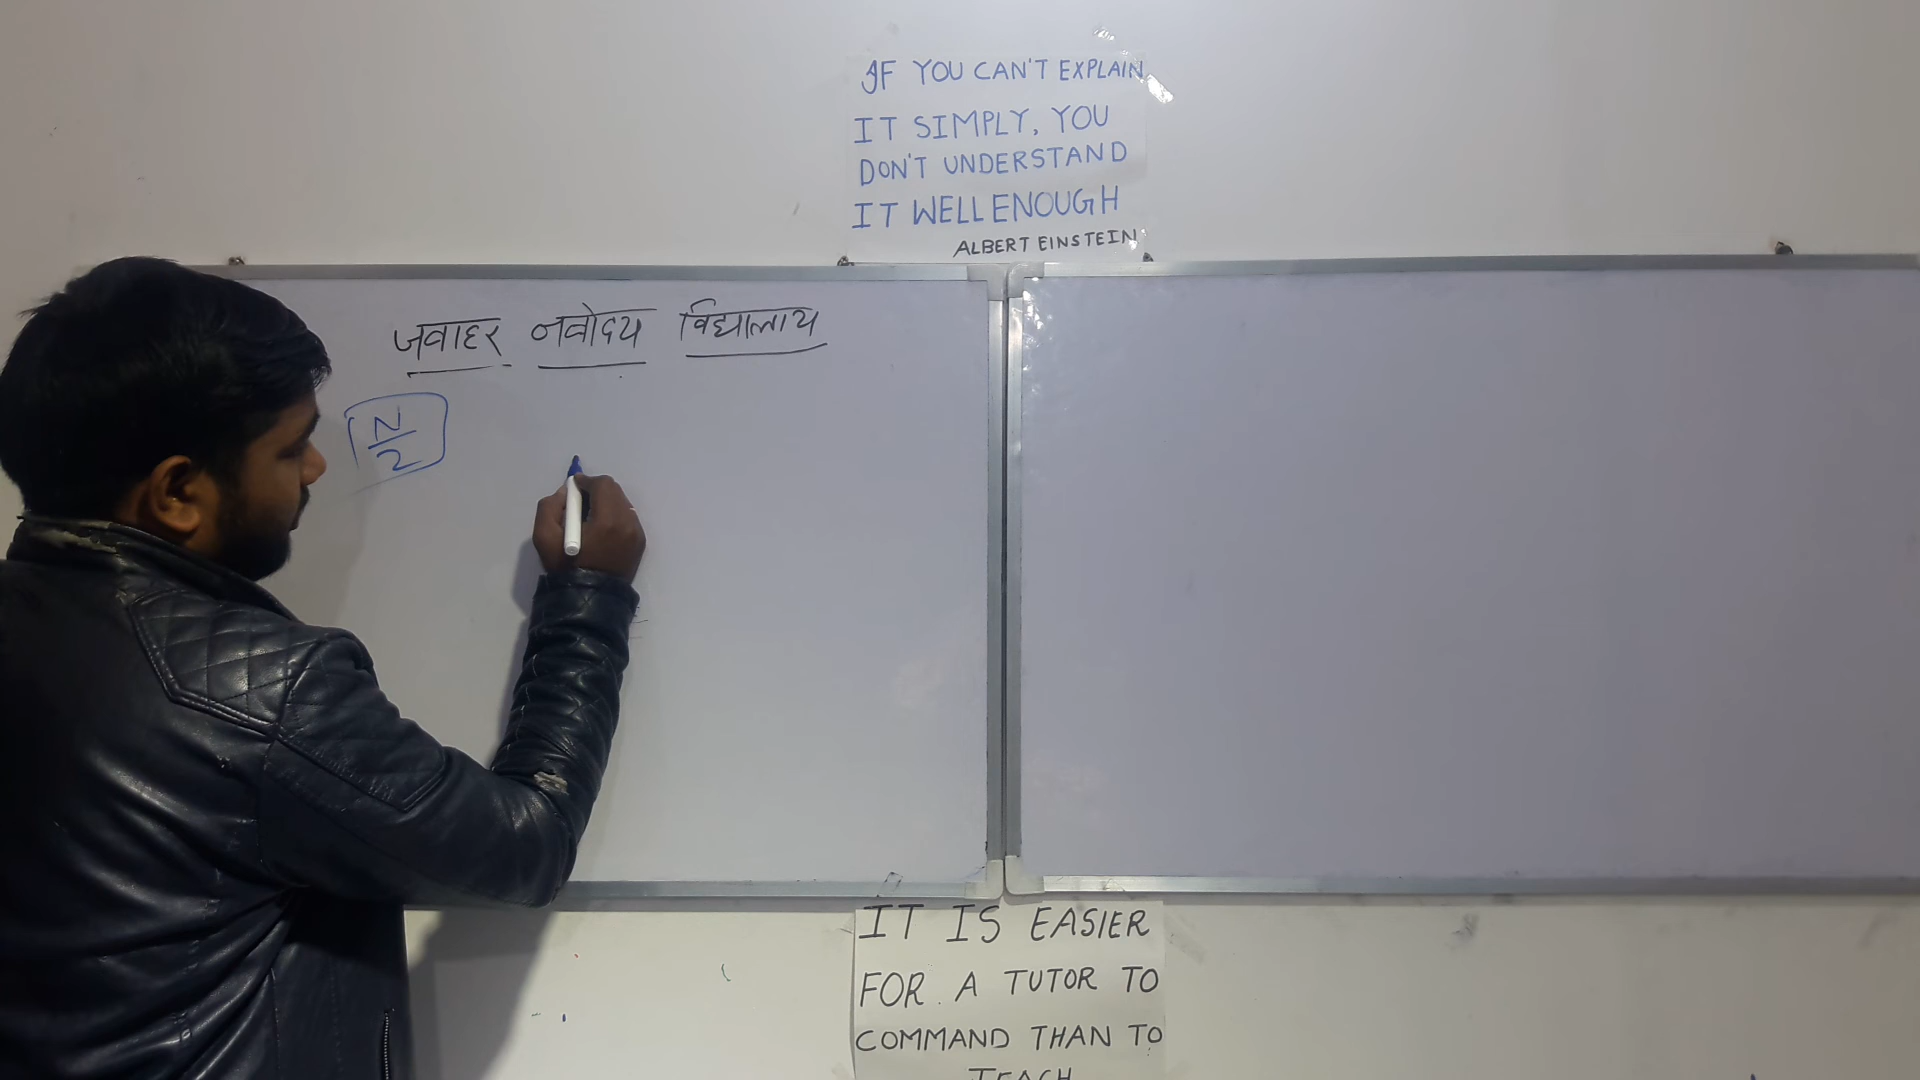 IF YOU CAN'T EXPLAIN
IT SIMPLY, YOU
DON'T UNDERSTAND
IT WELL ENOUGH
ALBERT EINSTEIN
जवाहर नवोदय विद्यालाय
N
2
IT IS EASIER
FOR A TUTOR TO
COMMAND THAN TO
TEACH